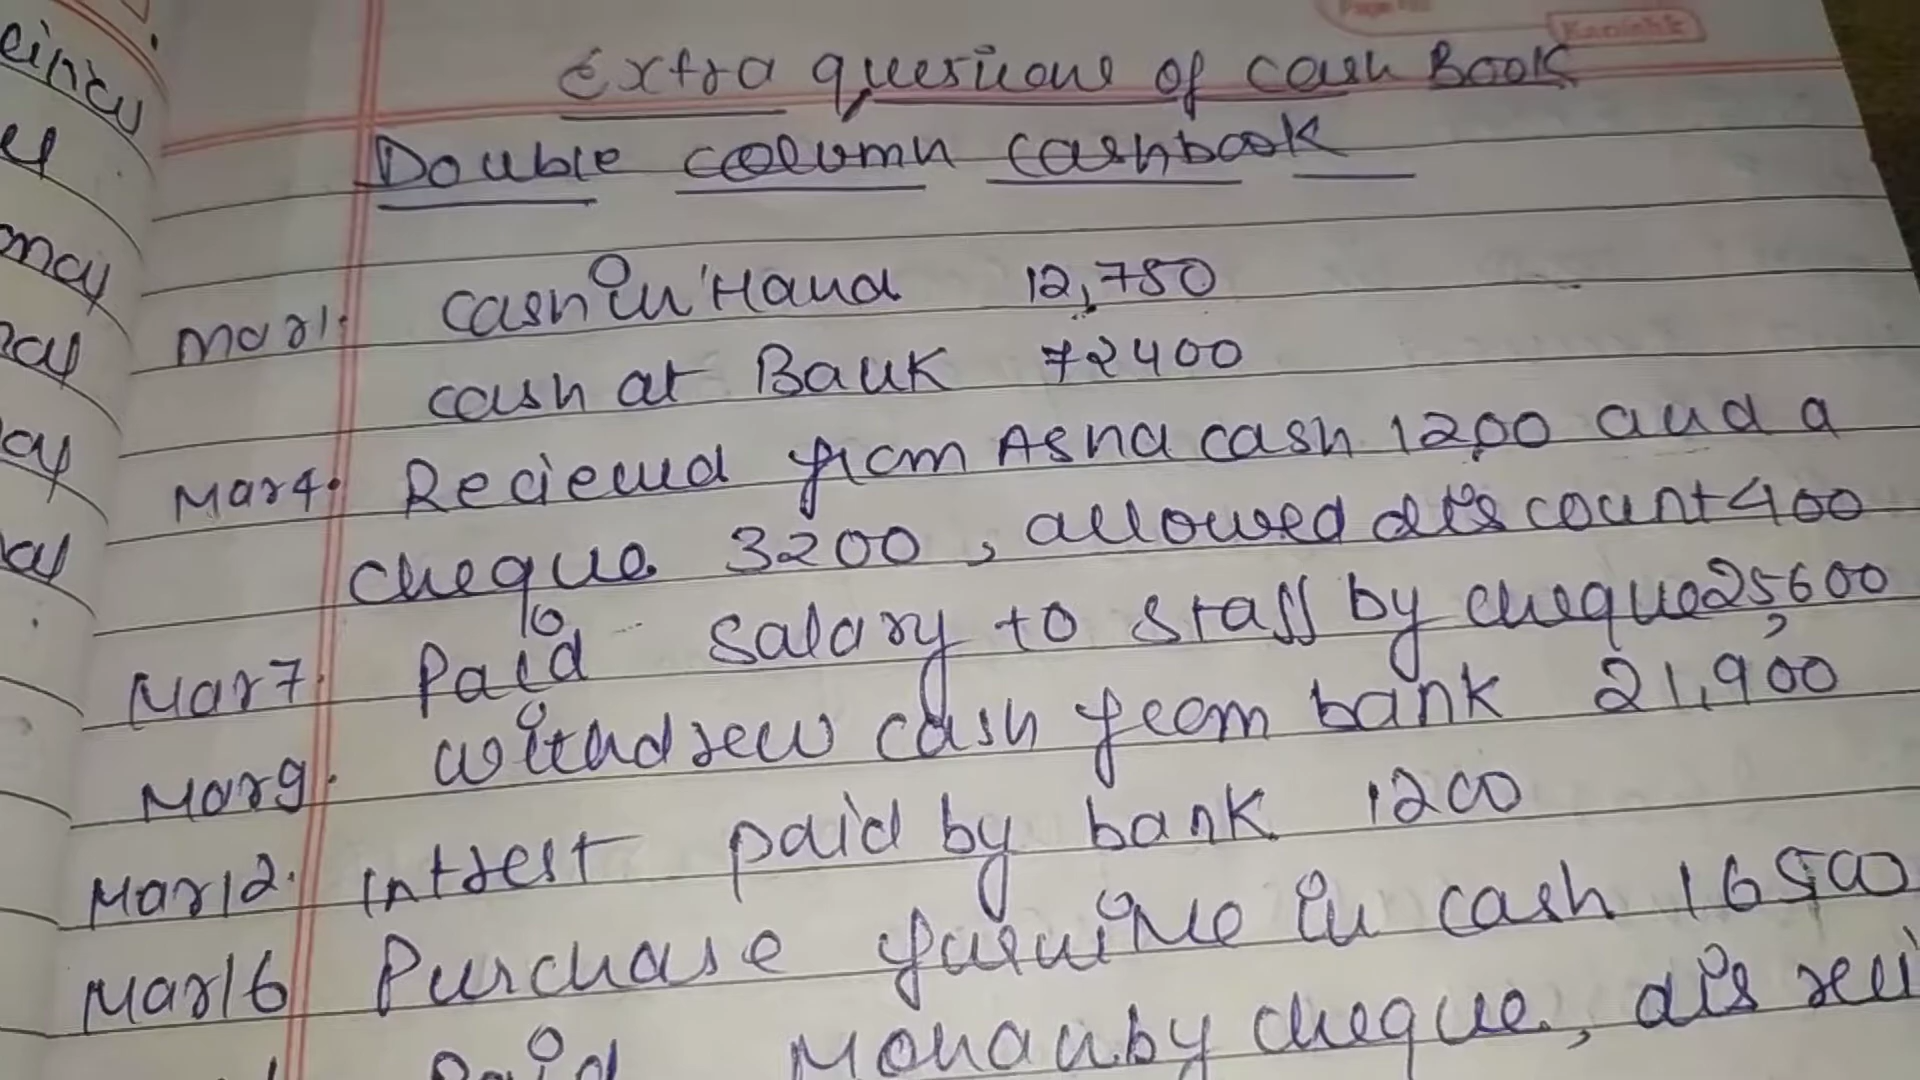 Extra questions of cash Book
Double column cashbook
Mar1. cash in Hand 12,750
cash at Bank 72400
Mar4. Recieved from Asha cash 1200 and a
cheque 3200, allowed discount 400
Mar7. Paid salary to staff by cheque 25,600
Mar9. withdrew cash from bank 21,900
Mar12. Intrest paid by bank 1200
Mar16 Purchase in cash 16500
Paid Mohan by cheque, dis